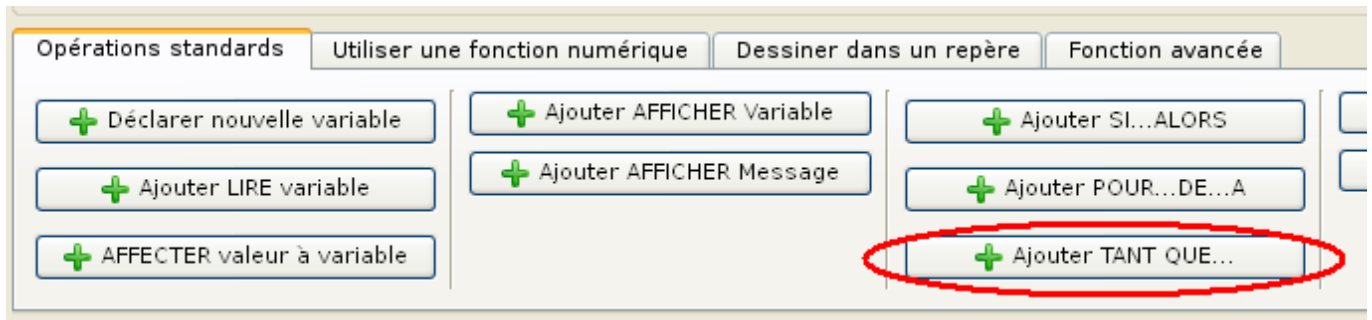 Opérations standards
Utiliser une fonction numérique
Dessiner dans un repère
Fonction avancée
Déclarer nouvelle variable
Ajouter LIRE variable
AFFECTER valeur à variable
Ajouter AFFICHER Variable
Ajouter AFFICHER Message
Ajouter SI...ALORS
Ajouter POUR...DE...A
Ajouter TANT QUE...